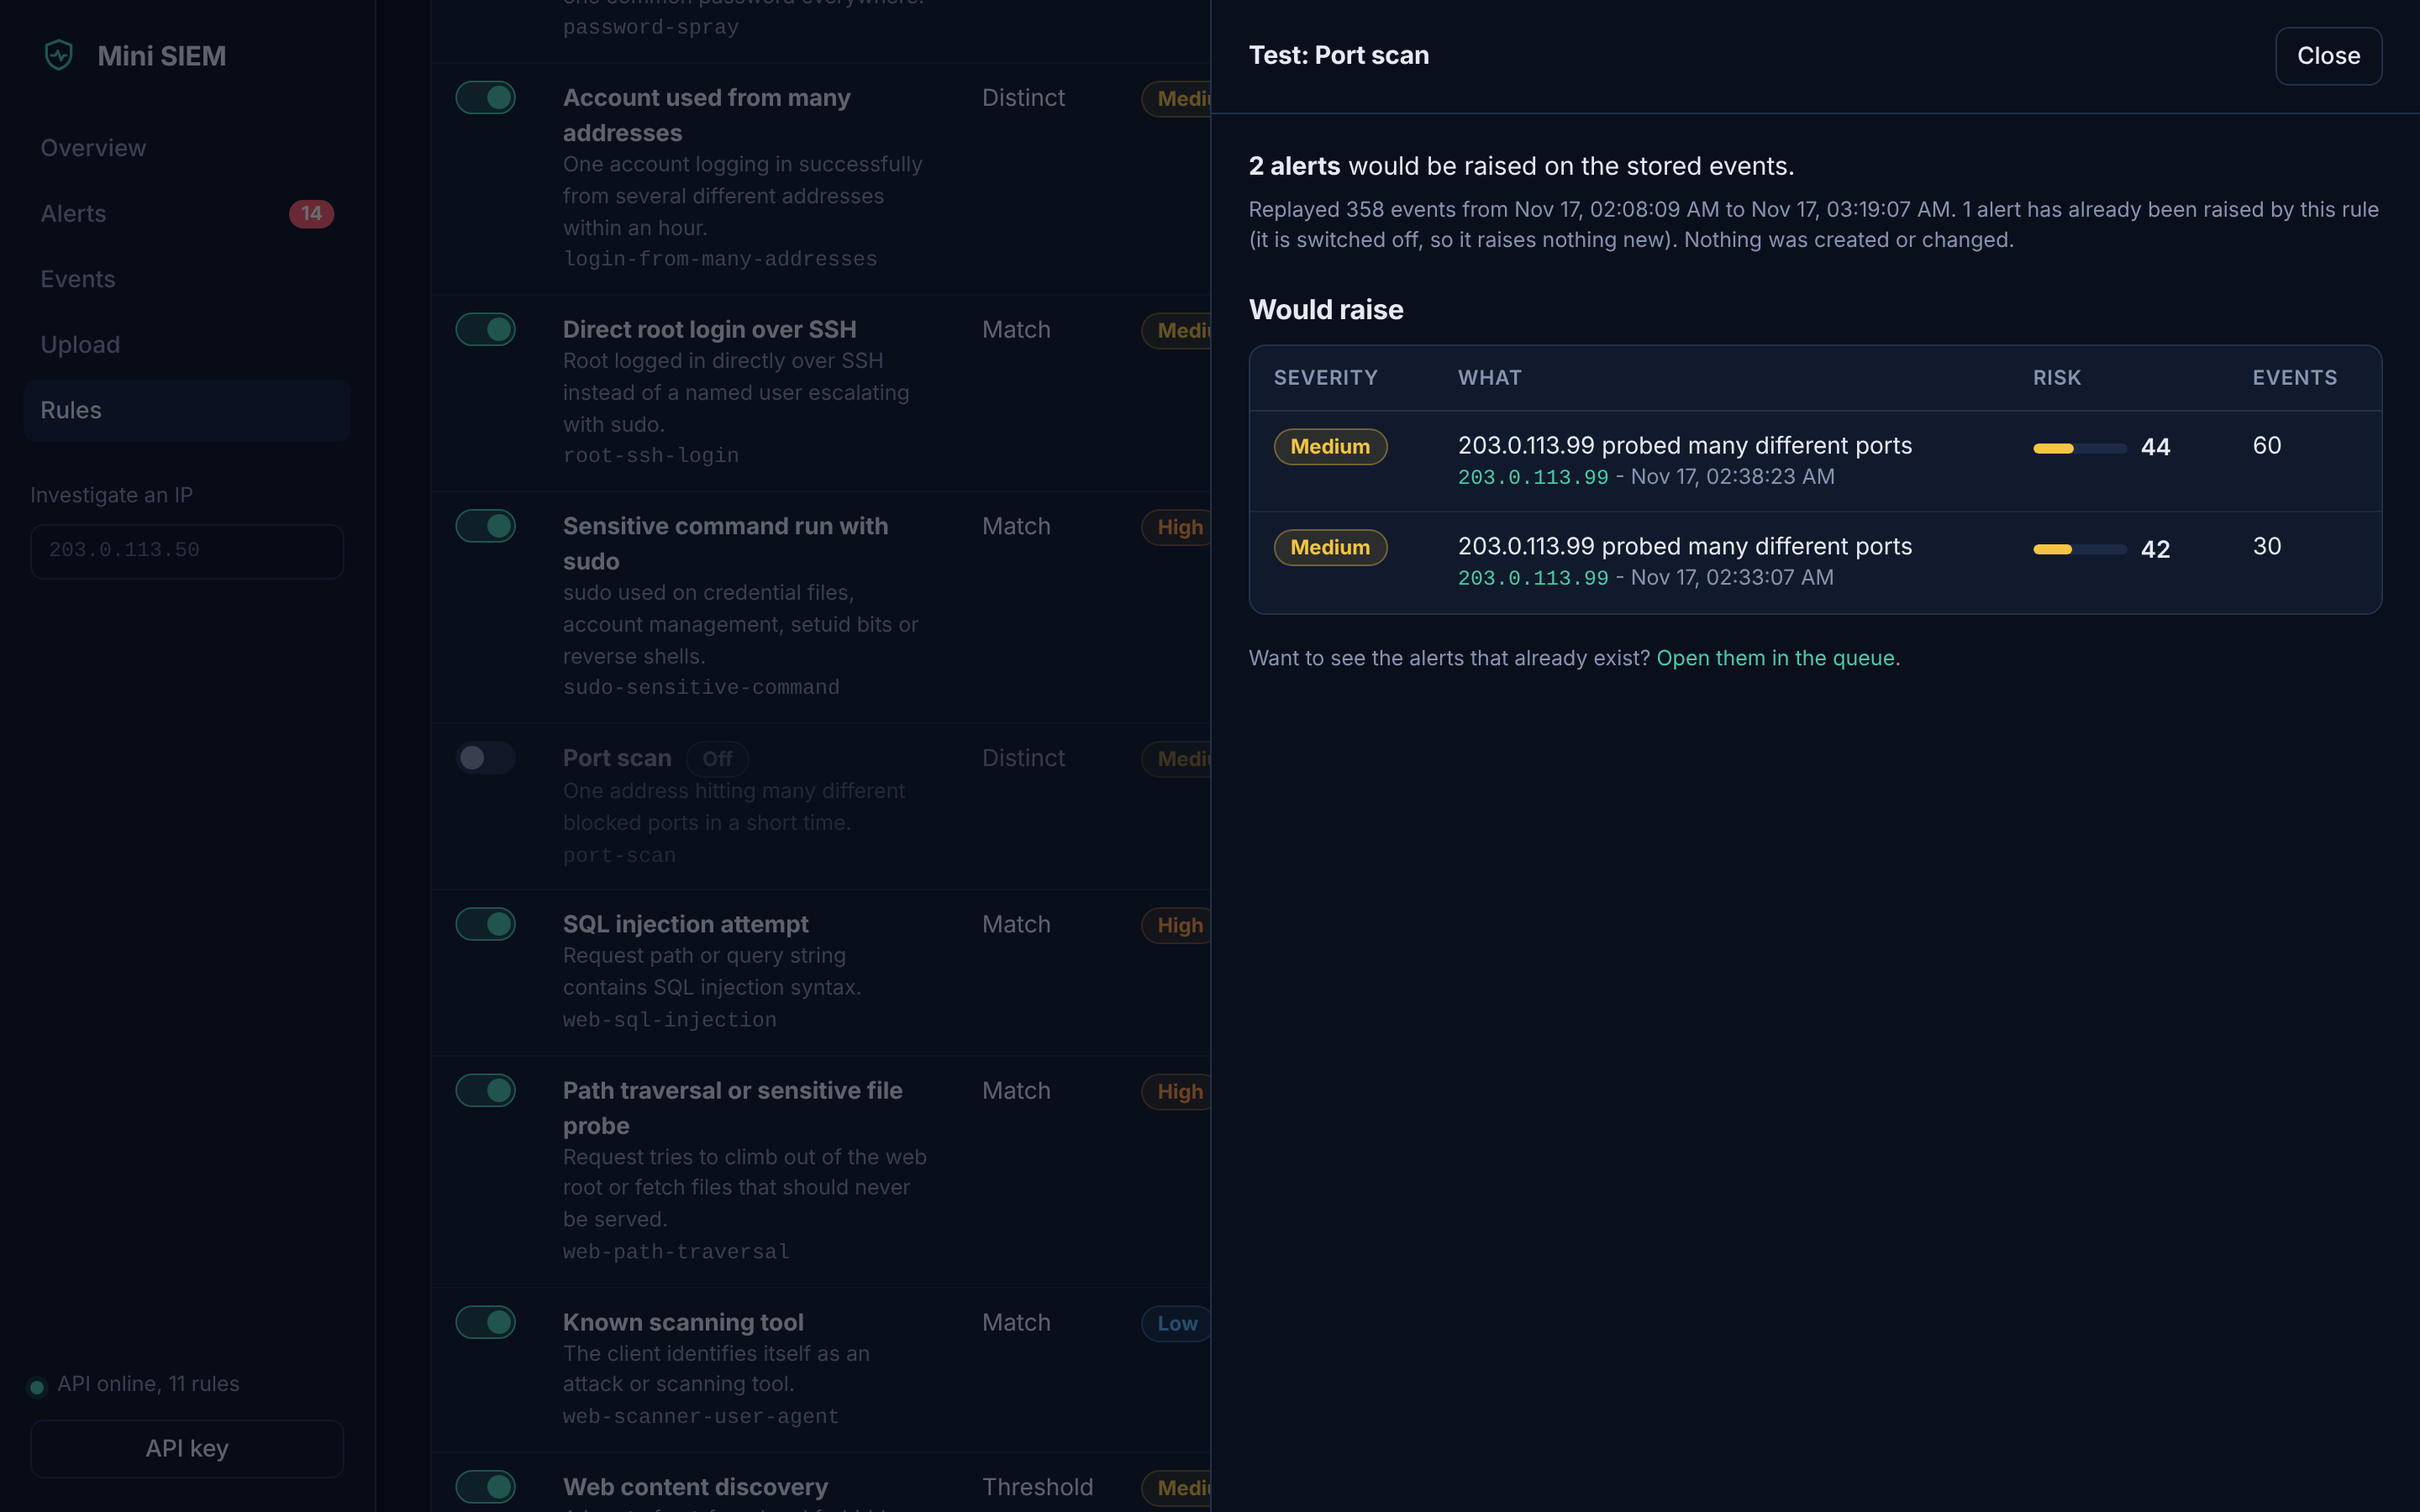 Mini SIEM
Overview
Alerts
14
Events
Upload
Rules
Investigate an IP
203.0.113.50
API online, 11 rules
API key
password-spray
Account used from many
addresses
One account logging in successfully
from several different addresses
within an hour.
login-from-many-addresses
Distinct
Direct root login over SSH
Root logged in directly over SSH
instead of a named user escalating
with sudo.
root-ssh-login
Match
Sensitive command run with
sudo
sudo used on credential files,
account management, setuid bits or
reverse shells.
sudo-sensitive-command
Match
High
Port scan
Off
One address hitting many different
blocked ports in a short time.
port-scan
Distinct
SQL injection attempt
Request path or query string
contains SQL injection syntax.
web-sql-injection
Match
High
Path traversal or sensitive file
probe
Request tries to climb out of the web
root or fetch files that should never
be served.
web-path-traversal
Match
High
Known scanning tool
The client identifies itself as an
attack or scanning tool.
web-scanner-user-agent
Match
Low
Web content discovery
Threshold
Test: Port scan
Close
2 alerts would be raised on the stored events.
Replayed 358 events from Nov 17, 02:08:09 AM to Nov 17, 03:19:07 AM. 1 alert has already been raised by this rule
(it is switched off, so it raises nothing new). Nothing was created or changed.
Would raise
SEVERITY WHAT RISK EVENTS
Medium 203.0.113.99 probed many different ports 44 60
203.0.113.99 - Nov 17, 02:38:23 AM
Medium 203.0.113.99 probed many different ports 42 30
203.0.113.99 - Nov 17, 02:33:07 AM
Want to see the alerts that already exist? Open them in the queue.